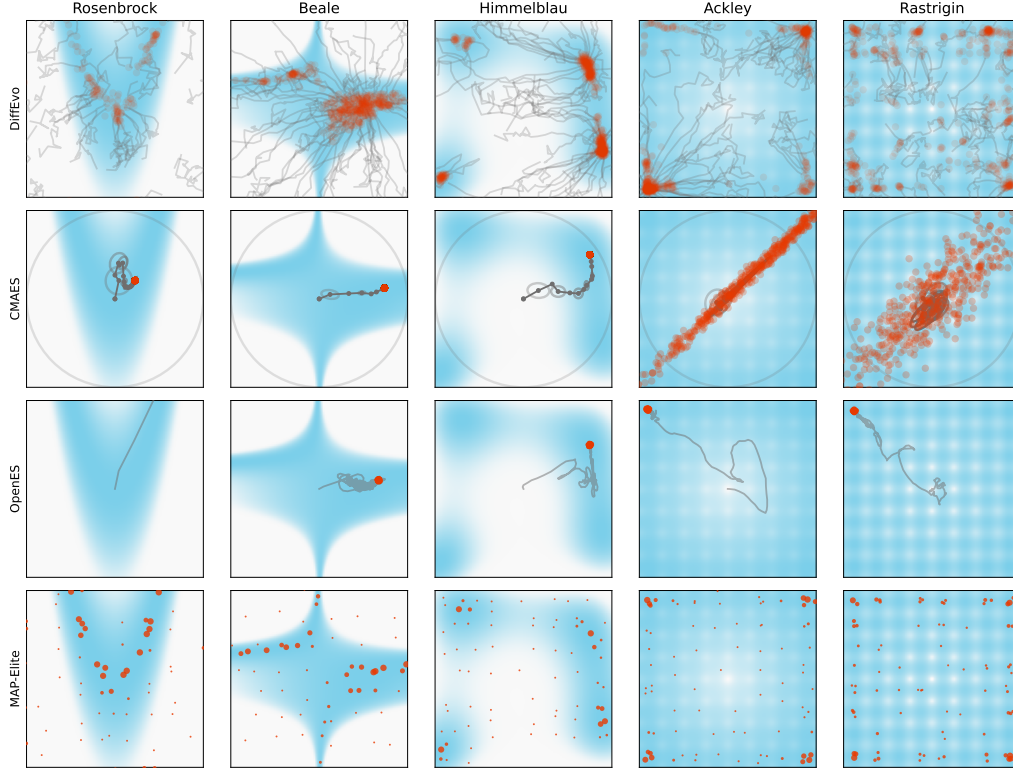 Rosenbrock
Beale
Himmelblau
Ackley
Rastrigin
DiffEvo
CMAES
OpenES
MAP-Elite